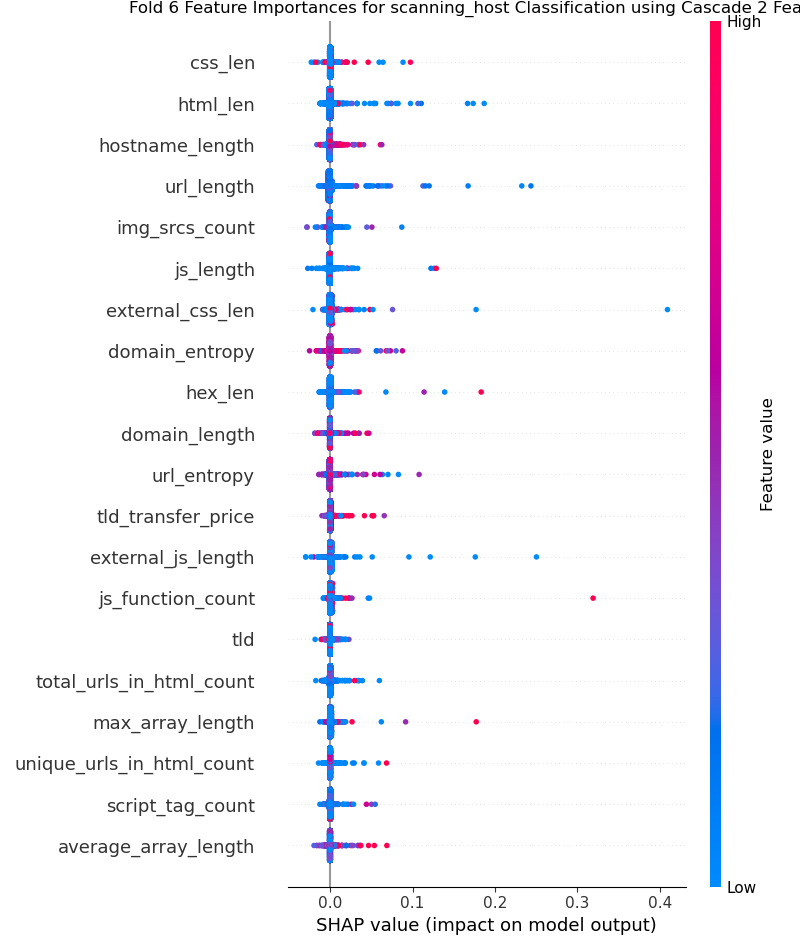 Fold 6 Feature Importances for scanning_host Classification using Cascade 2 Fea
High
css_len
html_len
hostname_length
url_length
img_srcs_count
js_length
external_css_len
domain_entropy
hex_len
domain_length
url_entropy
tld_transfer_price
external_js_length
js_function_count
tld
total_urls_in_html_count
max_array_length
unique_urls_in_html_count
script_tag_count
average_array_length
Feature value
Low
0.0 0.1 0.2 0.3 0.4
SHAP value (impact on model output)